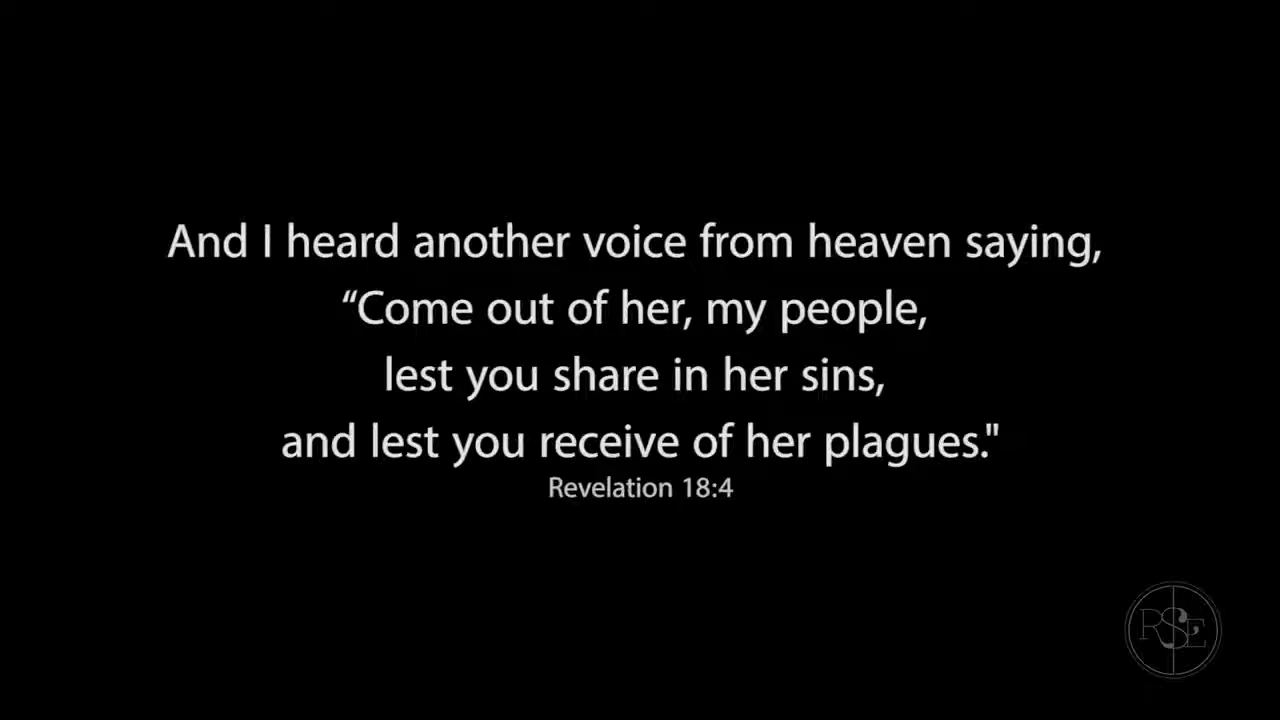 And I heard another voice from heaven saying,
“Come out of her, my people,
lest you share in her sins,
and lest you receive of her plagues."
Revelation 18:4
RSE